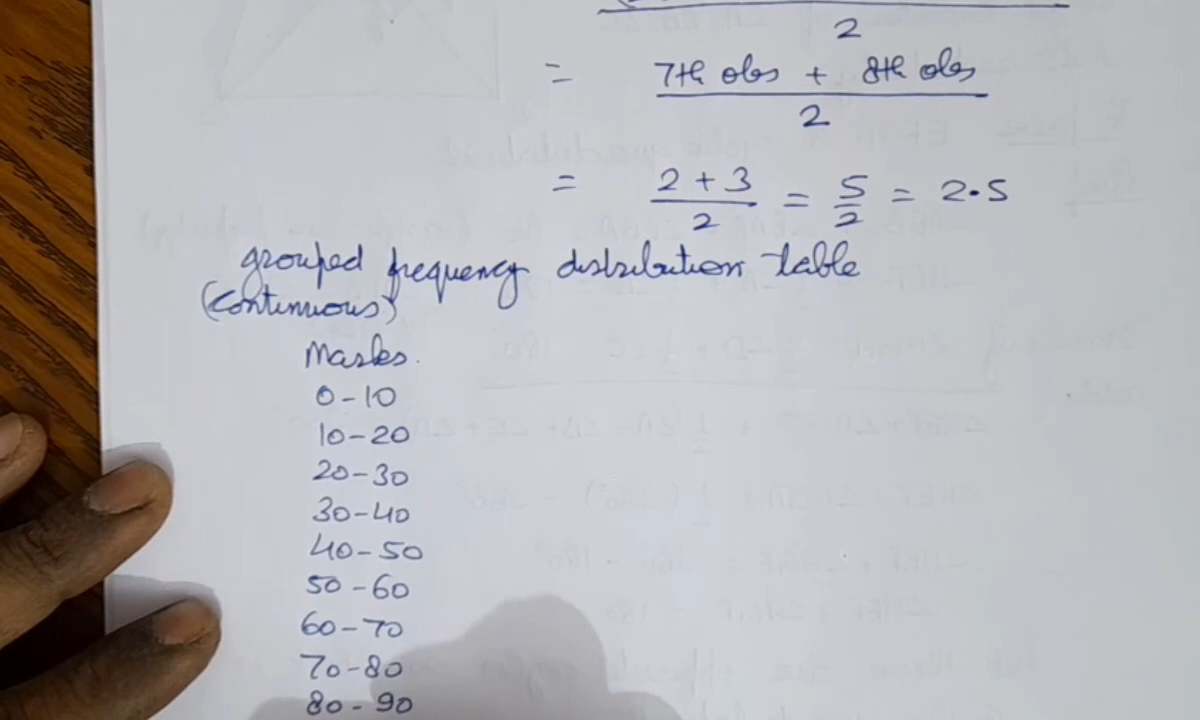 2
= 7th obs + 8th obs
2
= 2 + 3 / 2 = 5/2 = 2.5
grouped frequency distribution table
(continuous)
Marks.
0-10
10-20
20-30
30-40
40-50
50-60
60-70
70-80
80-90